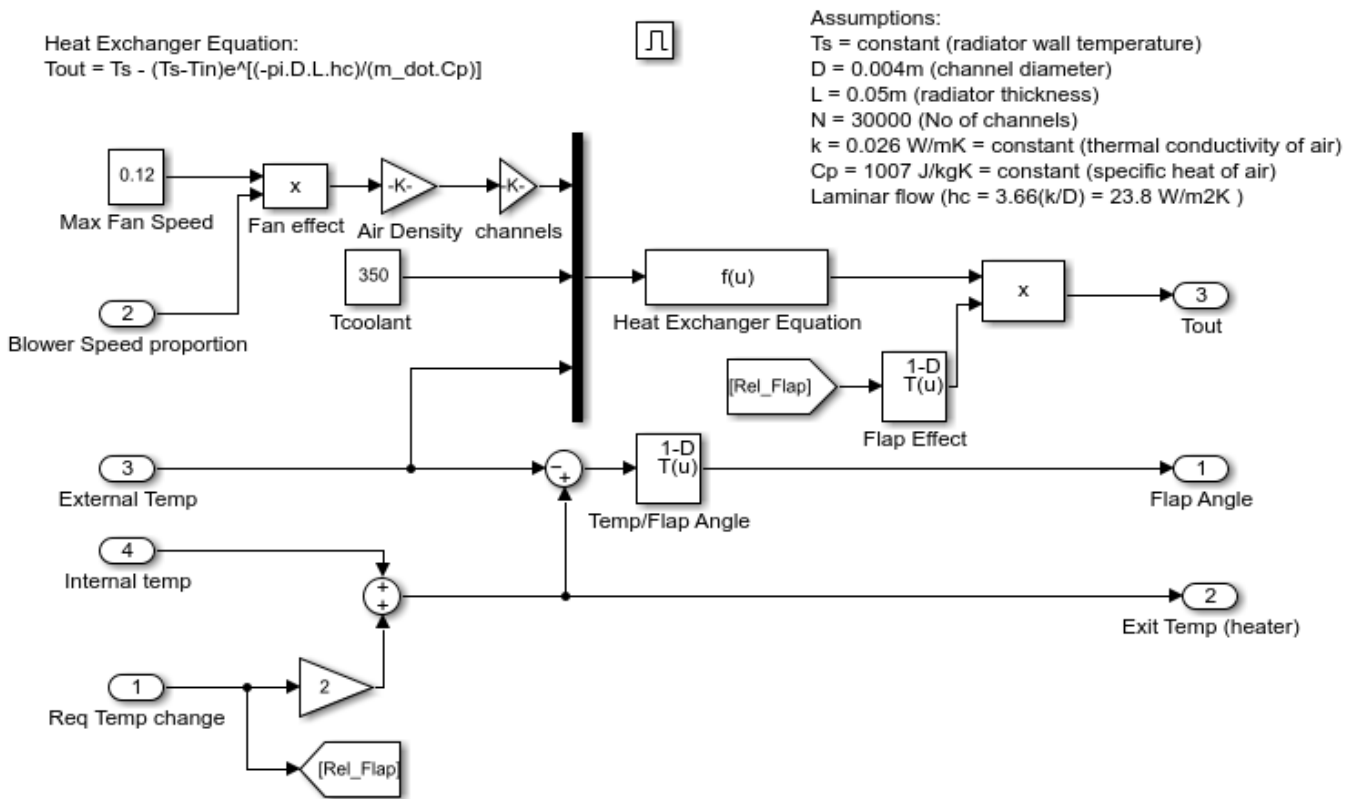 Heat Exchanger Equation:
Tout = Ts - (Ts-Tin)e^[(-pi.D.L.hc)/(m_dot.Cp)]
Assumptions:
Ts = constant (radiator wall temperature)
D = 0.004m (channel diameter)
L = 0.05m (radiator thickness)
N = 30000 (No of channels)
k = 0.026 W/mK = constant (thermal conductivity of air)
Cp = 1007 J/kgK = constant (specific heat of air)
Laminar flow (hc = 3.66(k/D) = 23.8 W/m2K )
0.12
Max Fan Speed
x
Fan effect
-K-
Air Density
-K-
channels
350
Tcoolant
2
Blower Speed proportion
f(u)
Heat Exchanger Equation
x
3
Tout
[Rel_Flap]
1-D
T(u)
Flap Effect
3
External Temp
1-D
T(u)
Temp/Flap Angle
1
Flap Angle
4
Internal temp
2
Exit Temp (heater)
1
Req Temp change
2
[Rel_Flap]